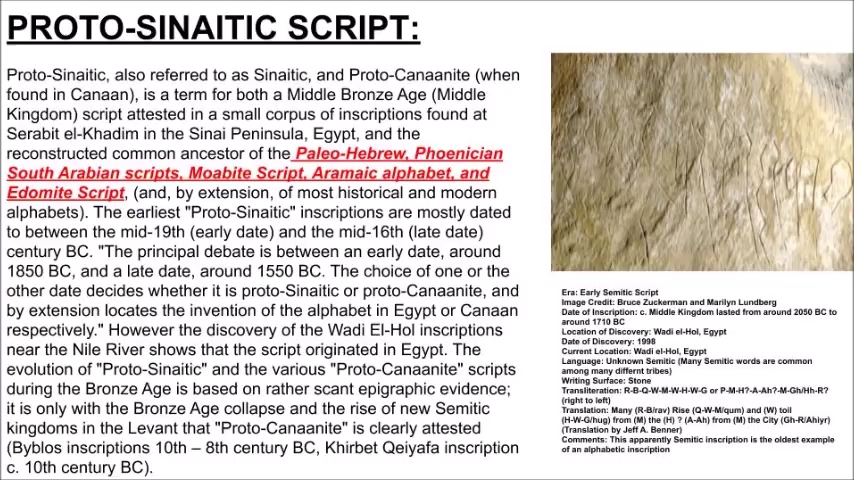 PROTO-SINAITIC SCRIPT:
Proto-Sinaitic, also referred to as Sinaitic, and Proto-Canaanite (when
found in Canaan), is a term for both a Middle Bronze Age (Middle
Kingdom) script attested in a small corpus of inscriptions found at
Serabit el-Khadim in the Sinai Peninsula, Egypt, and the
reconstructed common ancestor of the Paleo-Hebrew, Phoenician
South Arabian scripts, Moabite Script, Aramaic alphabet, and
Edomite Script, (and, by extension, of most historical and modern
alphabets). The earliest "Proto-Sinaitic" inscriptions are mostly dated
to between the mid-19th (early date) and the mid-16th (late date)
century BC. "The principal debate is between an early date, around
1850 BC, and a late date, around 1550 BC. The choice of one or the
other date decides whether it is proto-Sinaitic or proto-Canaanite, and
by extension locates the invention of the alphabet in Egypt or Canaan
respectively." However the discovery of the Wadi El-Hol inscriptions
near the Nile River shows that the script originated in Egypt. The
evolution of "Proto-Sinaitic" and the various "Proto-Canaanite" scripts
during the Bronze Age is based on rather scant epigraphic evidence;
it is only with the Bronze Age collapse and the rise of new Semitic
kingdoms in the Levant that "Proto-Canaanite" is clearly attested
(Byblos inscriptions 10th – 8th century BC, Khirbet Qeiyafa inscription
c. 10th century BC).
Era: Early Semitic Script
Image Credit: Bruce Zuckerman and Marilyn Lundberg
Date of Inscription: c. Middle Kingdom lasted from around 2050 BC to
around 1710 BC
Location of Discovery: Wadi el-Hol, Egypt
Date of Discovery: 1998
Current Location: Wadi el-Hol, Egypt
Language: Unknown Semitic (Many Semitic words are common
among many differnt tribes)
Writing Surface: Stone
Transliteration: R-B-Q-W-M-W-H-W-G or P-M-H?-A-Ah?-M-Gh/Hh-R?
(right to left)
Translation: Many (R-B/rav) Rise (Q-W-M/qum) and (W) toil
(H-W-G/hug) from (M) the (H) ? (A-Ah) from (M) the City (Gh-R/Ahiyr)
(Translation by Jeff A. Benner)
Comments: This apparently Semitic inscription is the oldest example
of an alphabetic inscription